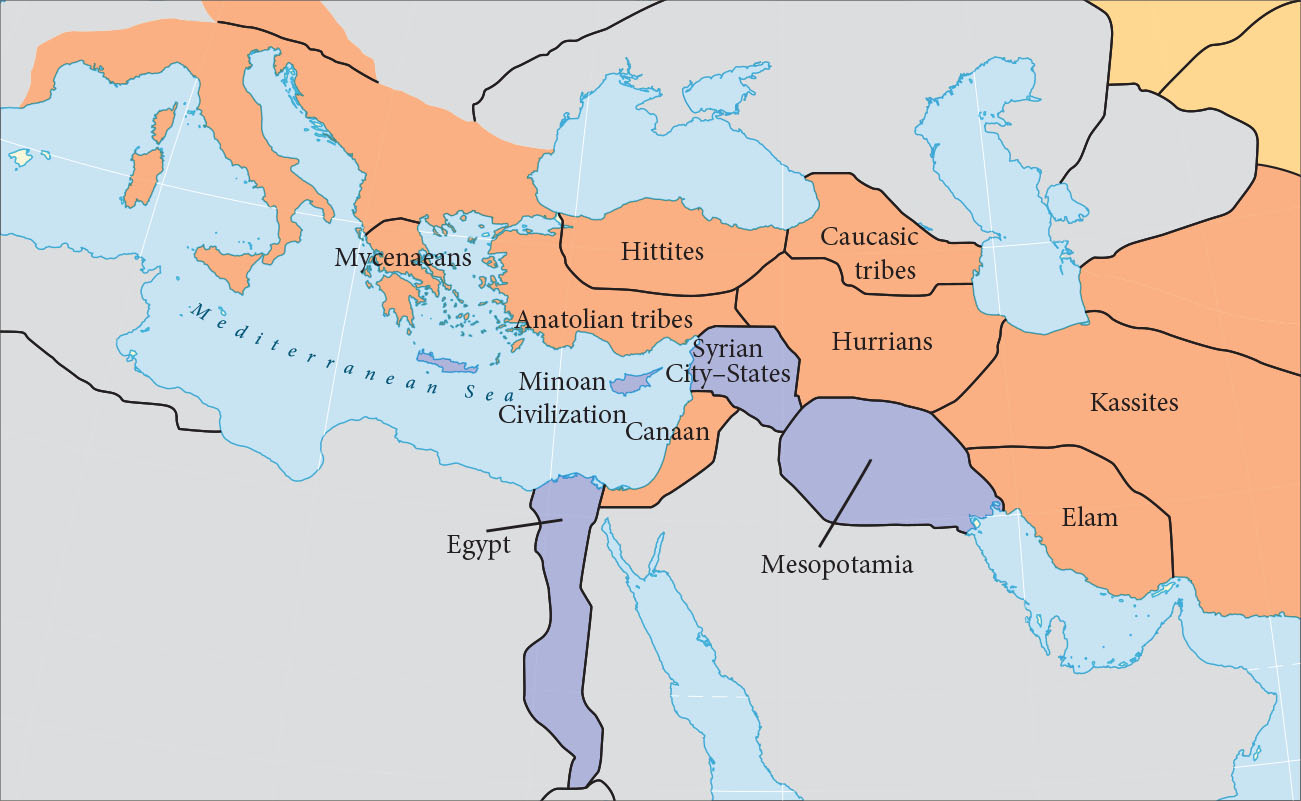 Hittites
Caucasic
tribes
Mycenaeans
Mediterranean Sea
Anatolian tribes
Hurrians
Syrian
City–States
Minoan
Civilization
Canaan
Kassites
Elam
Egypt
Mesopotamia